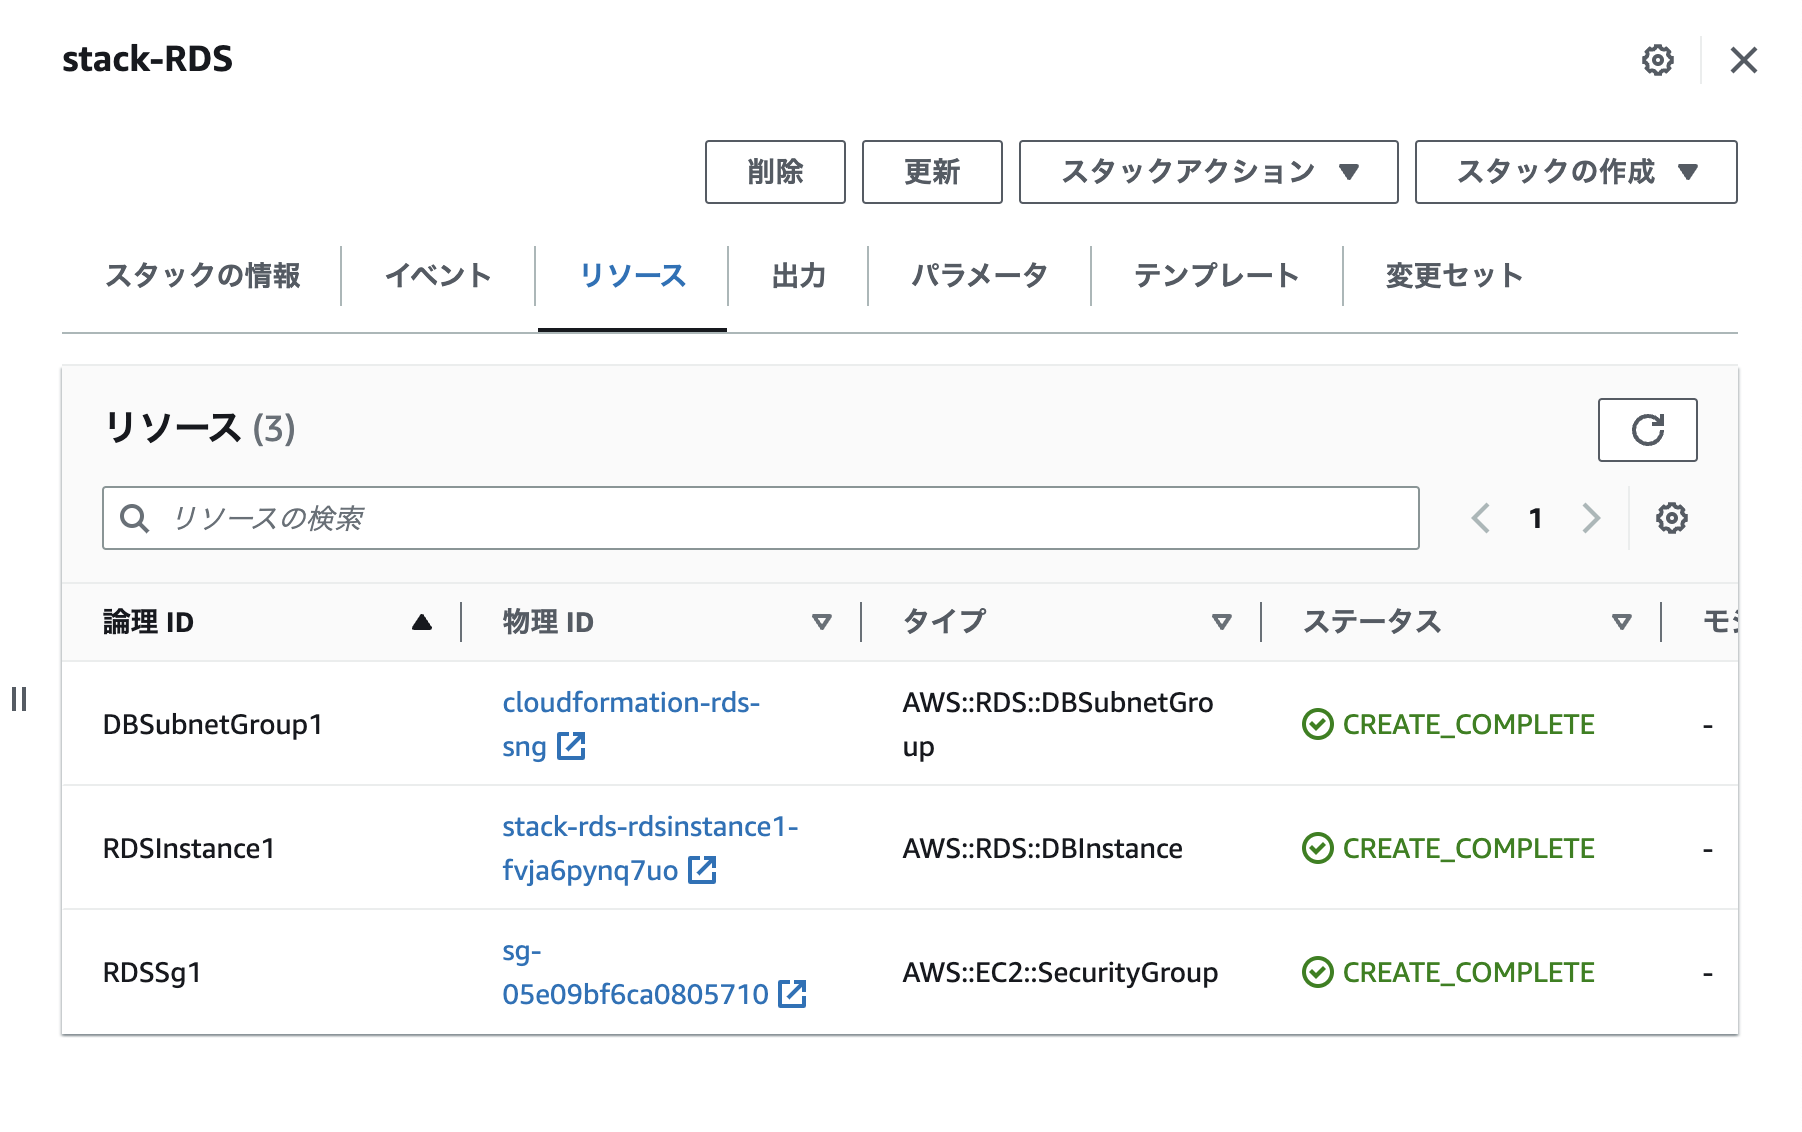 stack-RDS
削除 更新 スタックアクション ▼ スタックの作成 ▼
スタックの情報 イベント リソース 出力 パラメータ テンプレート 変更セット
リソース (3)
リソースの検索 1
論理 ID 物理 ID タイプ ステータス
DBSubnetGroup1 cloudformation-rds-
sng AWS::RDS::DBSubnetGro
up CREATE_COMPLETE -
RDSInstance1 stack-rds-rdsinstance1-
fvja6pynq7uo AWS::RDS::DBInstance CREATE_COMPLETE -
RDSSg1 sg-
05e09bf6ca0805710 AWS::EC2::SecurityGroup CREATE_COMPLETE -